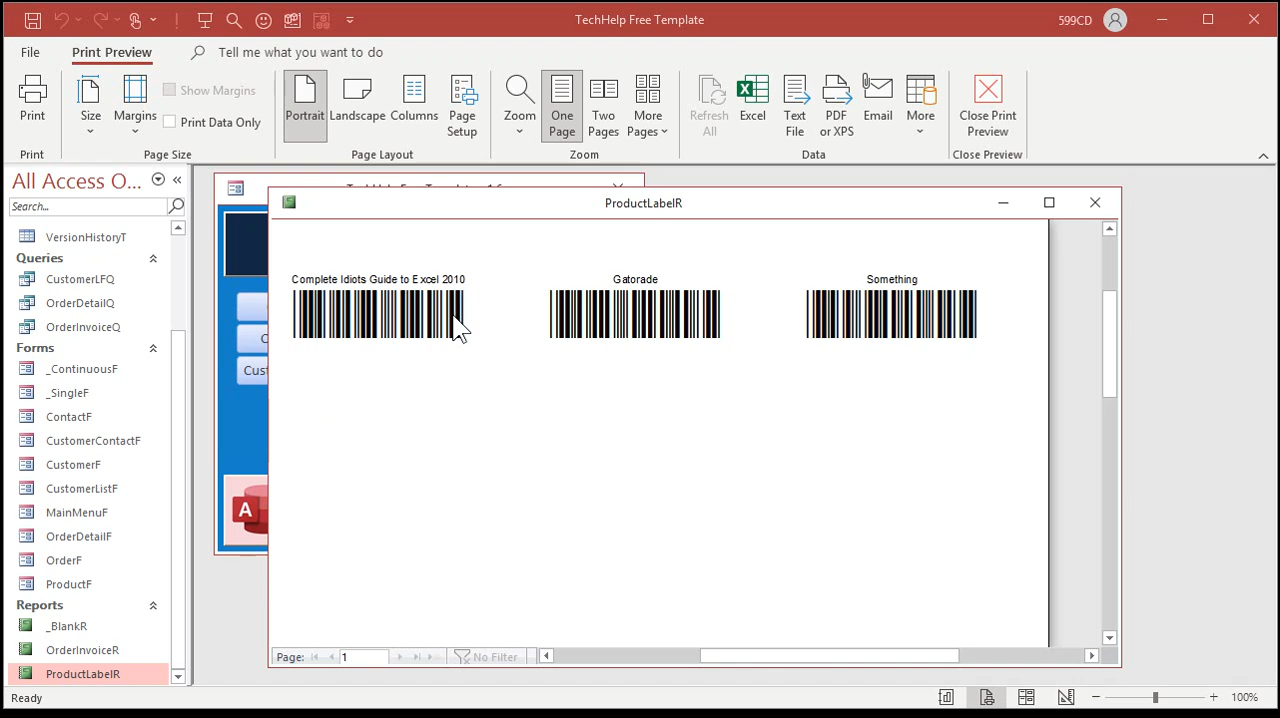 TechHelp Free Template
599CD
File
Print Preview
Tell me what you want to do
Print
Size
Margins
Show Margins
Print Data Only
Portrait
Landscape
Columns
Page Setup
Zoom
One Page
Two Pages
More Pages
Refresh All
Excel
Text File
PDF or XPS
Email
More
Close Print Preview
Print
Page Size
Page Layout
Zoom
Data
Close Preview
All Access O...
Search...
VersionHistoryT
Queries
CustomerLFQ
OrderDetailQ
OrderInvoiceQ
Forms
_ContinuousF
_SingleF
ContactF
CustomerContactF
CustomerF
CustomerListF
MainMenuF
OrderDetailF
OrderF
ProductF
Reports
_BlankR
OrderInvoiceR
ProductLabelR
C
Cust
A
ProductLabelR
Complete Idiots Guide to Excel 2010
Gatorade
Something
Page:
1
No Filter
Ready
100%